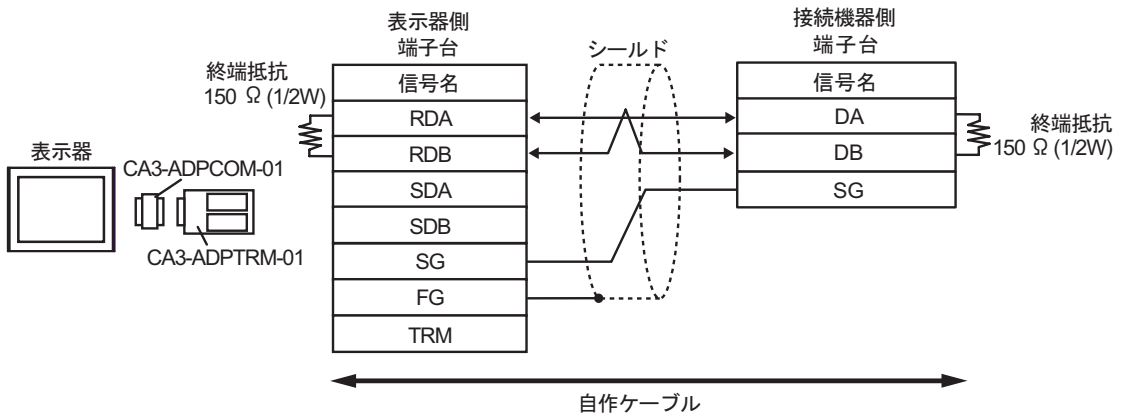 表示器
CA3-ADPCOM-01
CA3-ADPTRM-01
終端抵抗
150 Ω (1/2W)
表示器側
端子台
信号名
RDA
RDB
SDA
SDB
SG
FG
TRM
シールド
接続機器側
端子台
信号名
DA
DB
SG
終端抵抗
150 Ω (1/2W)
自作ケーブル